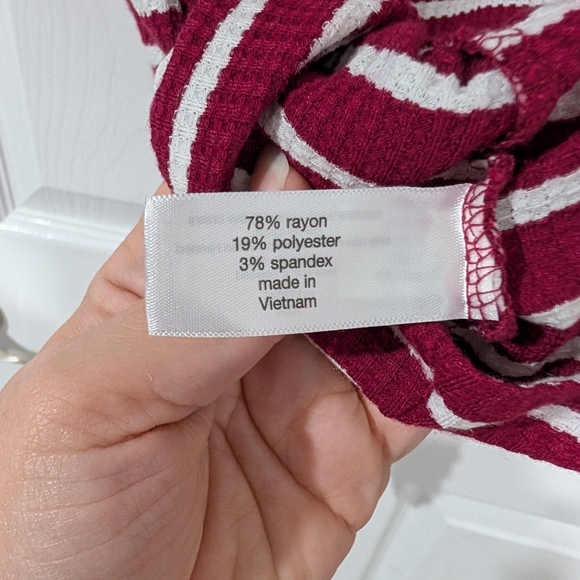 78% rayon
19% polyester
3% spandex
made in
Vietnam